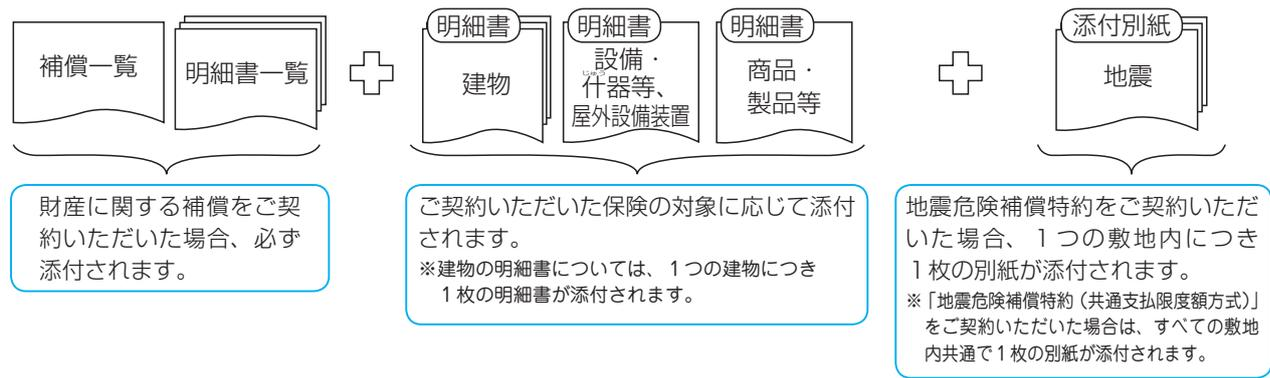 補償一覧
明細書一覧
明細書
建物
明細書
設備・
じゅう
什器等、
屋外設備装置
明細書
商品・
製品等
添付別紙
地震
財産に関する補償をご契
約いただいた場合、必ず
添付されます。
ご契約いただいた保険の対象に応じて添付
されます。
※建物の明細書については、1つの建物につき
1枚の明細書が添付されます。
地震危険補償特約をご契約いただ
いた場合、1つの敷地内につき
1枚の別紙が添付されます。
※「地震危険補償特約(共通支払限度額方式)」
をご契約いただいた場合は、すべての敷地
内共通で1枚の別紙が添付されます。